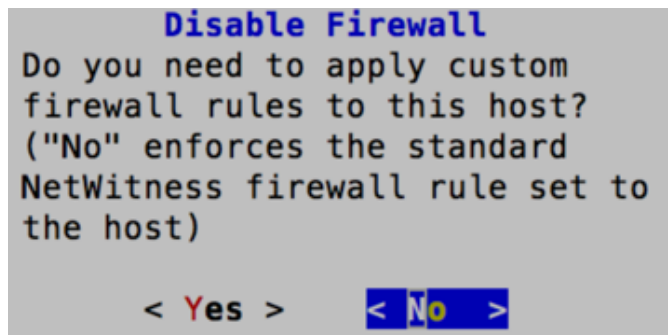 Disable Firewall
Do you need to apply custom
firewall rules to this host?
("No" enforces the standard
NetWitness firewall rule set to
the host)
< Yes > < No >